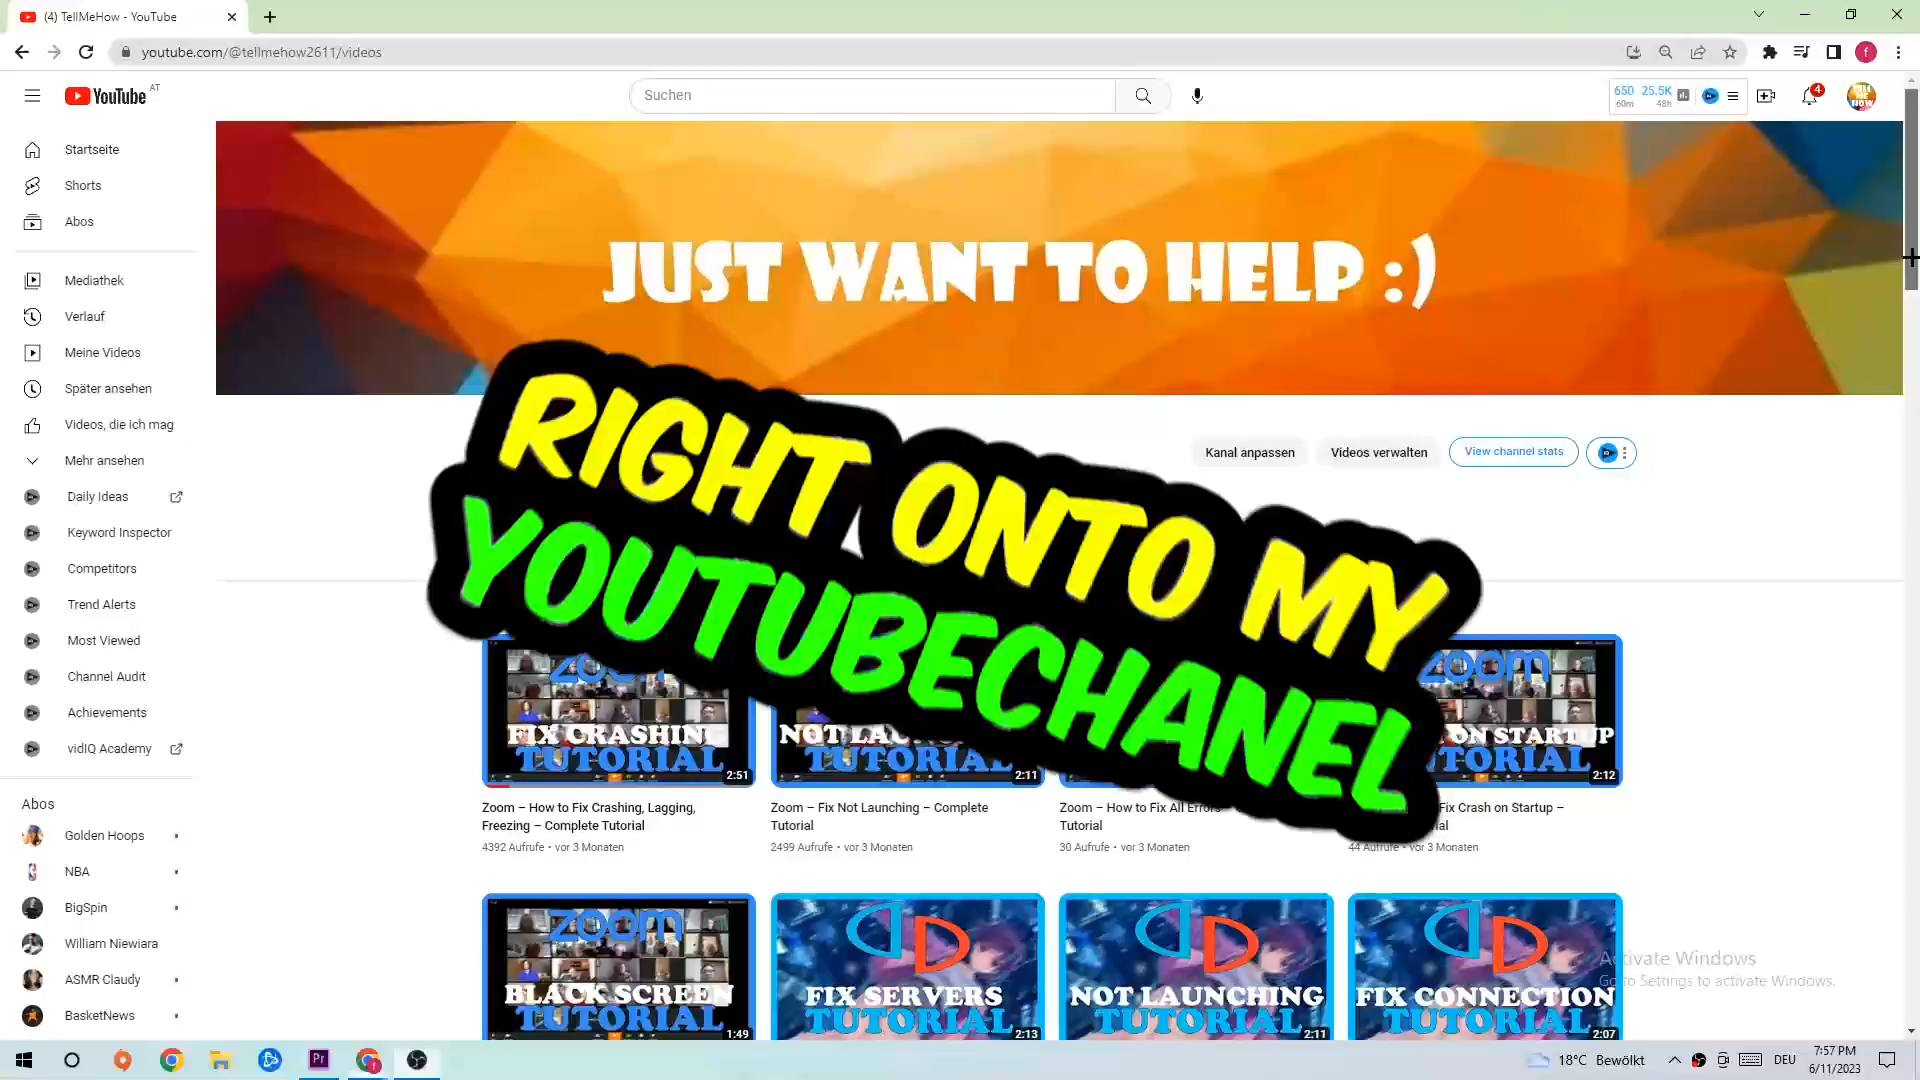 (4) TellMeHow - YouTube
youtube.com/@tellmehow2611/videos
YouTube AT
Suchen
650 25.5K
60m 48h
4
TELL
ME
HOW
Startseite
Shorts
Abos
Mediathek
Verlauf
Meine Videos
Später ansehen
Videos, die ich mag
Mehr ansehen
Daily Ideas
Keyword Inspector
Competitors
Trend Alerts
Most Viewed
Channel Audit
Achievements
vidIQ Academy
Abos
Golden Hoops
NBA
BigSpin
William Niewiara
ASMR Claudy
BasketNews
JUST WANT TO HELP :)
Kanal anpassen
Videos verwalten
View channel stats
RIGHT ONTO MY
YOUTUBECHANEL
FIX CRASHING
TUTORIAL
2:51
Zoom – How to Fix Crashing, Lagging,
Freezing – Complete Tutorial
4392 Aufrufe • vor 3 Monaten
TUTORIAL
2:11
Zoom – Fix Not Launching – Complete
Tutorial
2499 Aufrufe • vor 3 Monaten
Zoom – How to Fix All Errors
Tutorial
30 Aufrufe • vor 3 Monaten
zoom
ON STARTUP
2:12
Fix Crash on Startup –
44 Aufrufe • vor 3 Monaten
zoom
BLACK SCREEN
TUTORIAL
1:49
FIX SERVERS
TUTORIAL
2:13
NOT LAUNCHING
TUTORIAL
2:11
FIX CONNECTION
TUTORIAL
2:07
Activate Windows
Go to Settings to activate Windows.
Pr
18°C Bewölkt
DEU
7:57 PM
6/11/2023